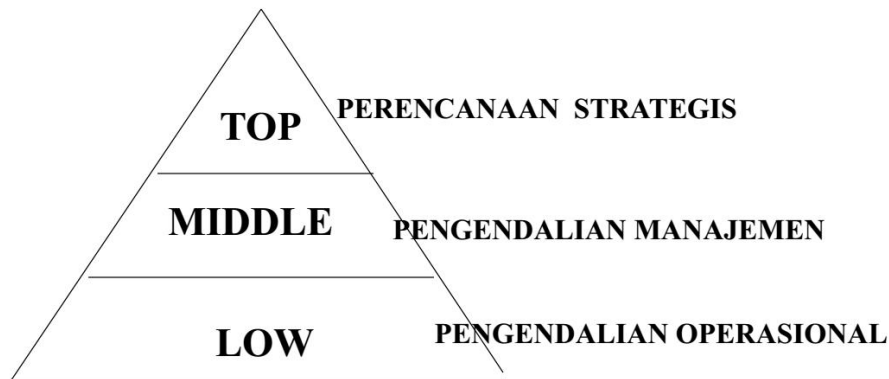 TOP
PERENCANAAN STRATEGIS
MIDDLE
PENGENDALIAN MANAJEMEN
LOW
PENGENDALIAN OPERASIONAL